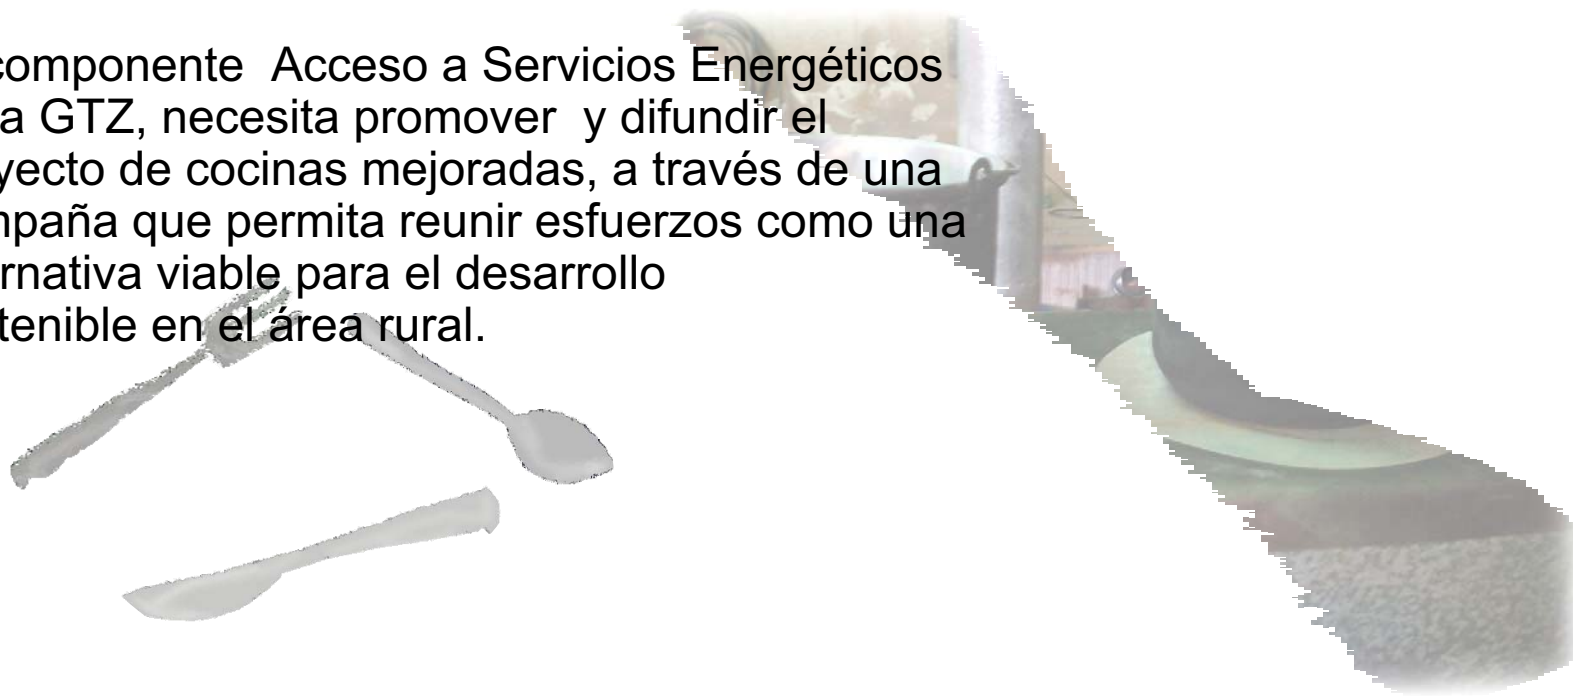 componente Acceso a Servicios Energéticos
a GTZ, necesita promover y difundir el
yecto de cocinas mejoradas, a través de una
mpaña que permita reunir esfuerzos como una
rnativa viable para el desarrollo
tenible en el área rural.